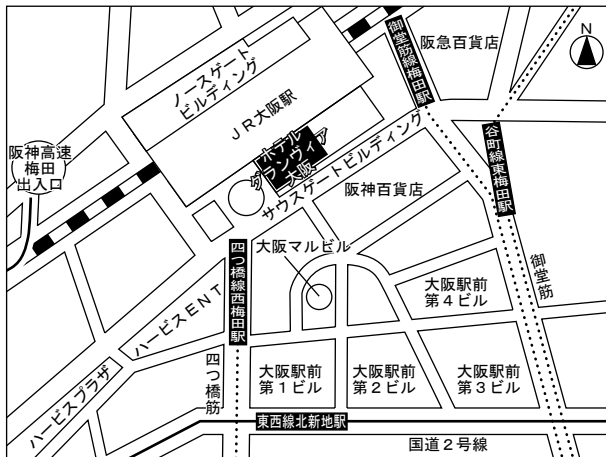 ノースゲート
ビルディング
ＪＲ大阪駅
御堂筋線梅田駅
阪急百貨店
N
阪神高速
梅田
出入口
ホテル
グランヴィア
大阪
サウスゲートビルディング
阪神百貨店
谷町線東梅田駅
四つ橋線西梅田駅
大阪マルビル
大阪駅前
第４ビル
御堂筋
ハービスＥＮＴ
ハービスプラザ
四つ橋筋
大阪駅前
第１ビル
大阪駅前
第２ビル
大阪駅前
第３ビル
東西線北新地駅
国道２号線